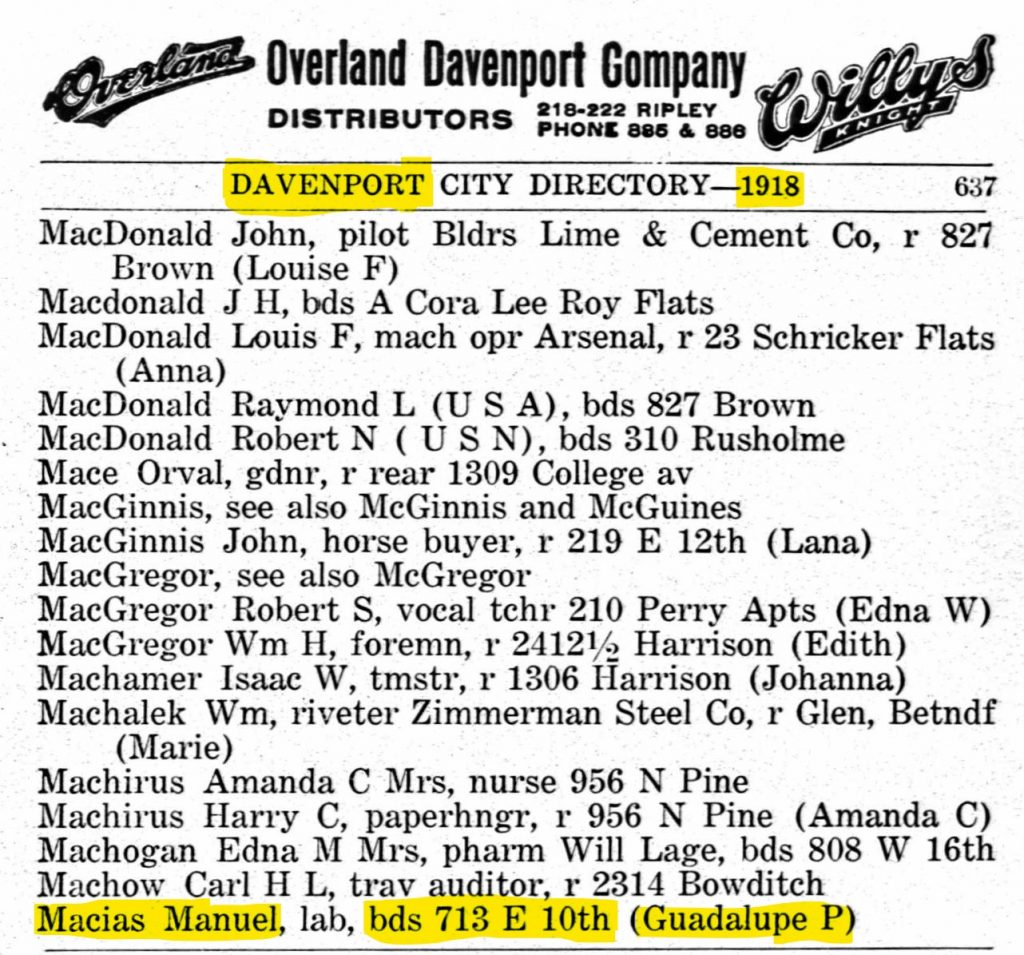 Overland Overland Davenport Company Willys
DISTRIBUTORS 218-222 RIPLEY KNIGHT
PHONE 885 & 886
DAVENPORT CITY DIRECTORY—1918 637
MacDonald John, pilot Bldrs Lime & Cement Co, r 827
Brown (Louise F)
Macdonald J H, bds A Cora Lee Roy Flats
MacDonald Louis F, mach opr Arsenal, r 23 Schricker Flats
(Anna)
MacDonald Raymond L (U S A), bds 827 Brown
MacDonald Robert N ( U S N), bds 310 Rusholme
Mace Orval, gdnr, r rear 1309 College av
MacGinnis, see also McGinnis and McGuines
MacGinnis John, horse buyer, r 219 E 12th (Lana)
MacGregor, see also McGregor
MacGregor Robert S, vocal tchr 210 Perry Apts (Edna W)
MacGregor Wm H, foremn, r 2412½ Harrison (Edith)
Machamer Isaac W, tmstr, r 1306 Harrison (Johanna)
Machalek Wm, riveter Zimmerman Steel Co, r Glen, Betndf
(Marie)
Machirus Amanda C Mrs, nurse 956 N Pine
Machirus Harry C, paperhngr, r 956 N Pine (Amanda C)
Machogan Edna M Mrs, pharm Will Lage, bds 808 W 16th
Machow Carl H L, trav auditor, r 2314 Bowditch
Macias Manuel, lab, bds 713 E 10th (Guadalupe P)